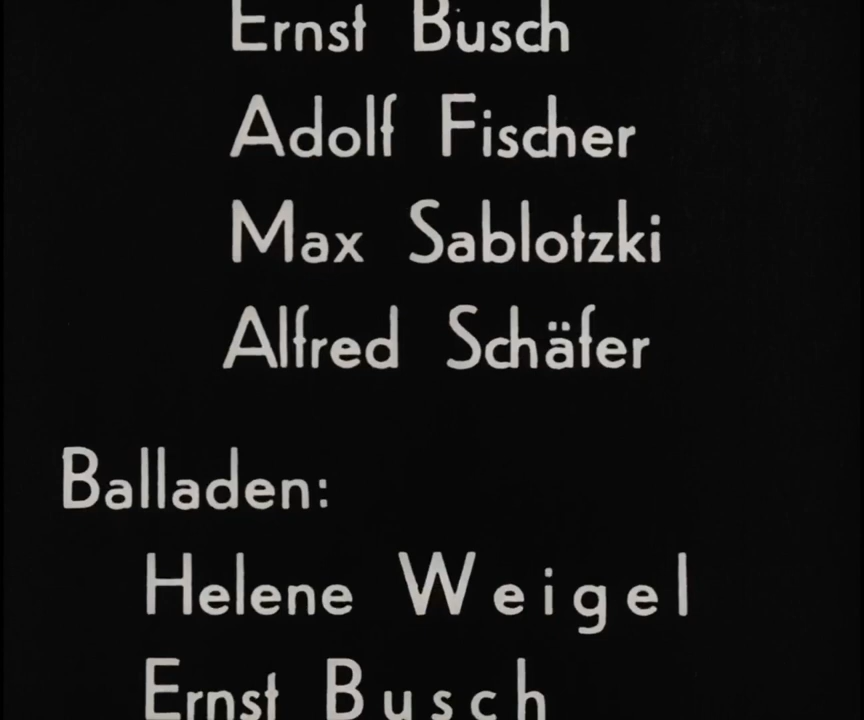 Ernst Busch
Adolf Fischer
Max Sablotzki
Alfred Schäfer
Balladen:
Helene Weigel
Ernst Busch